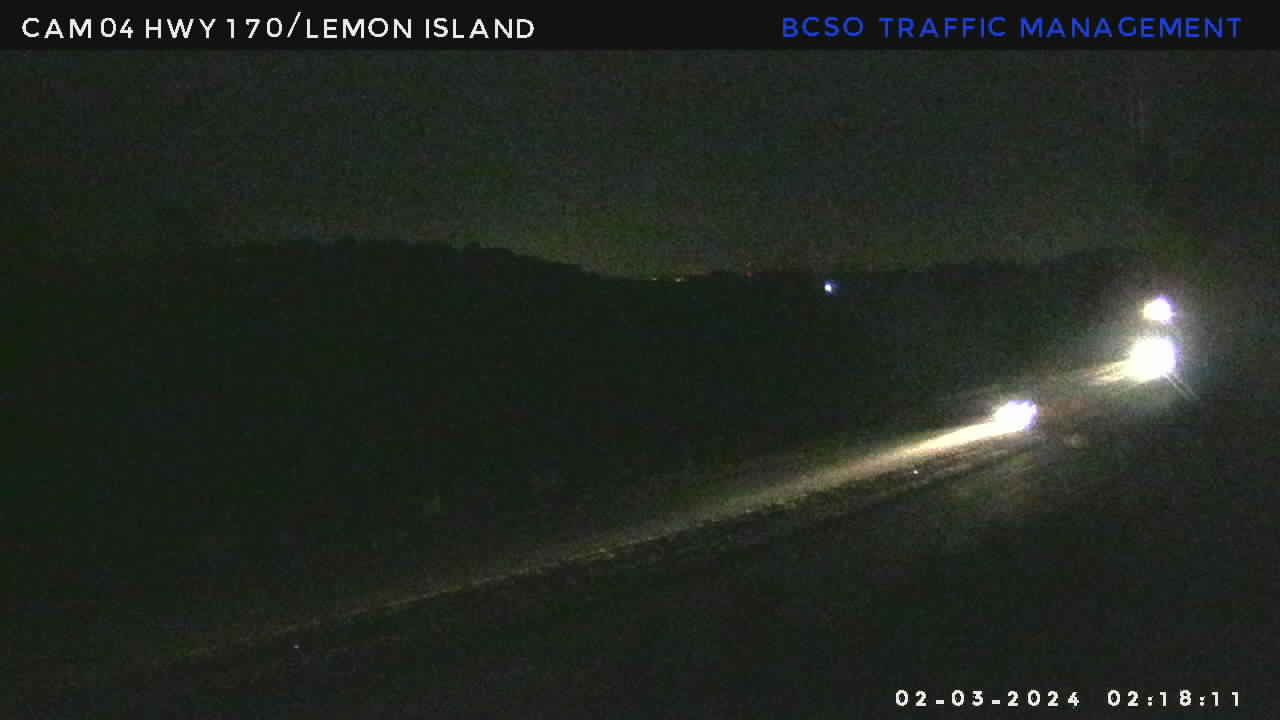 CAM04 HWY 170/LEMON ISLAND
BCSO TRAFFIC MANAGEMENT
02-03-2024 02:18:11